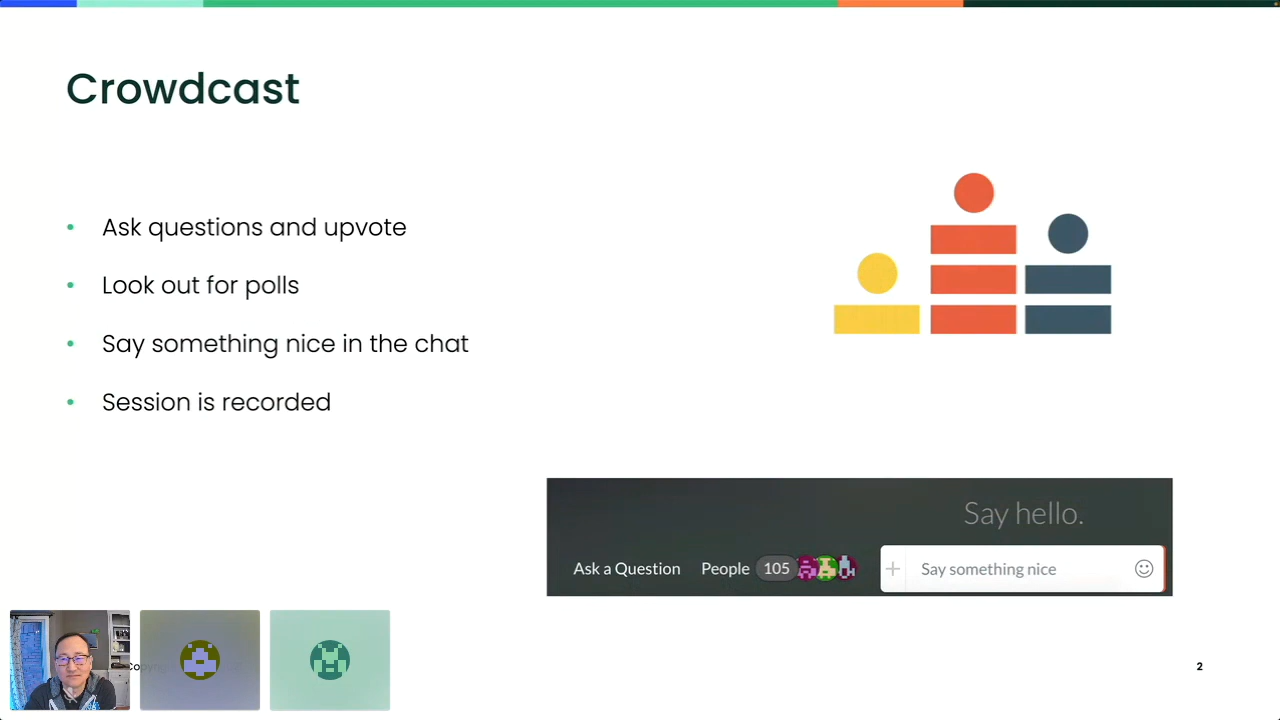 Crowdcast
• Ask questions and upvote
• Look out for polls
• Say something nice in the chat
• Session is recorded
Say hello.
Ask a Question People 105 Say something nice
2